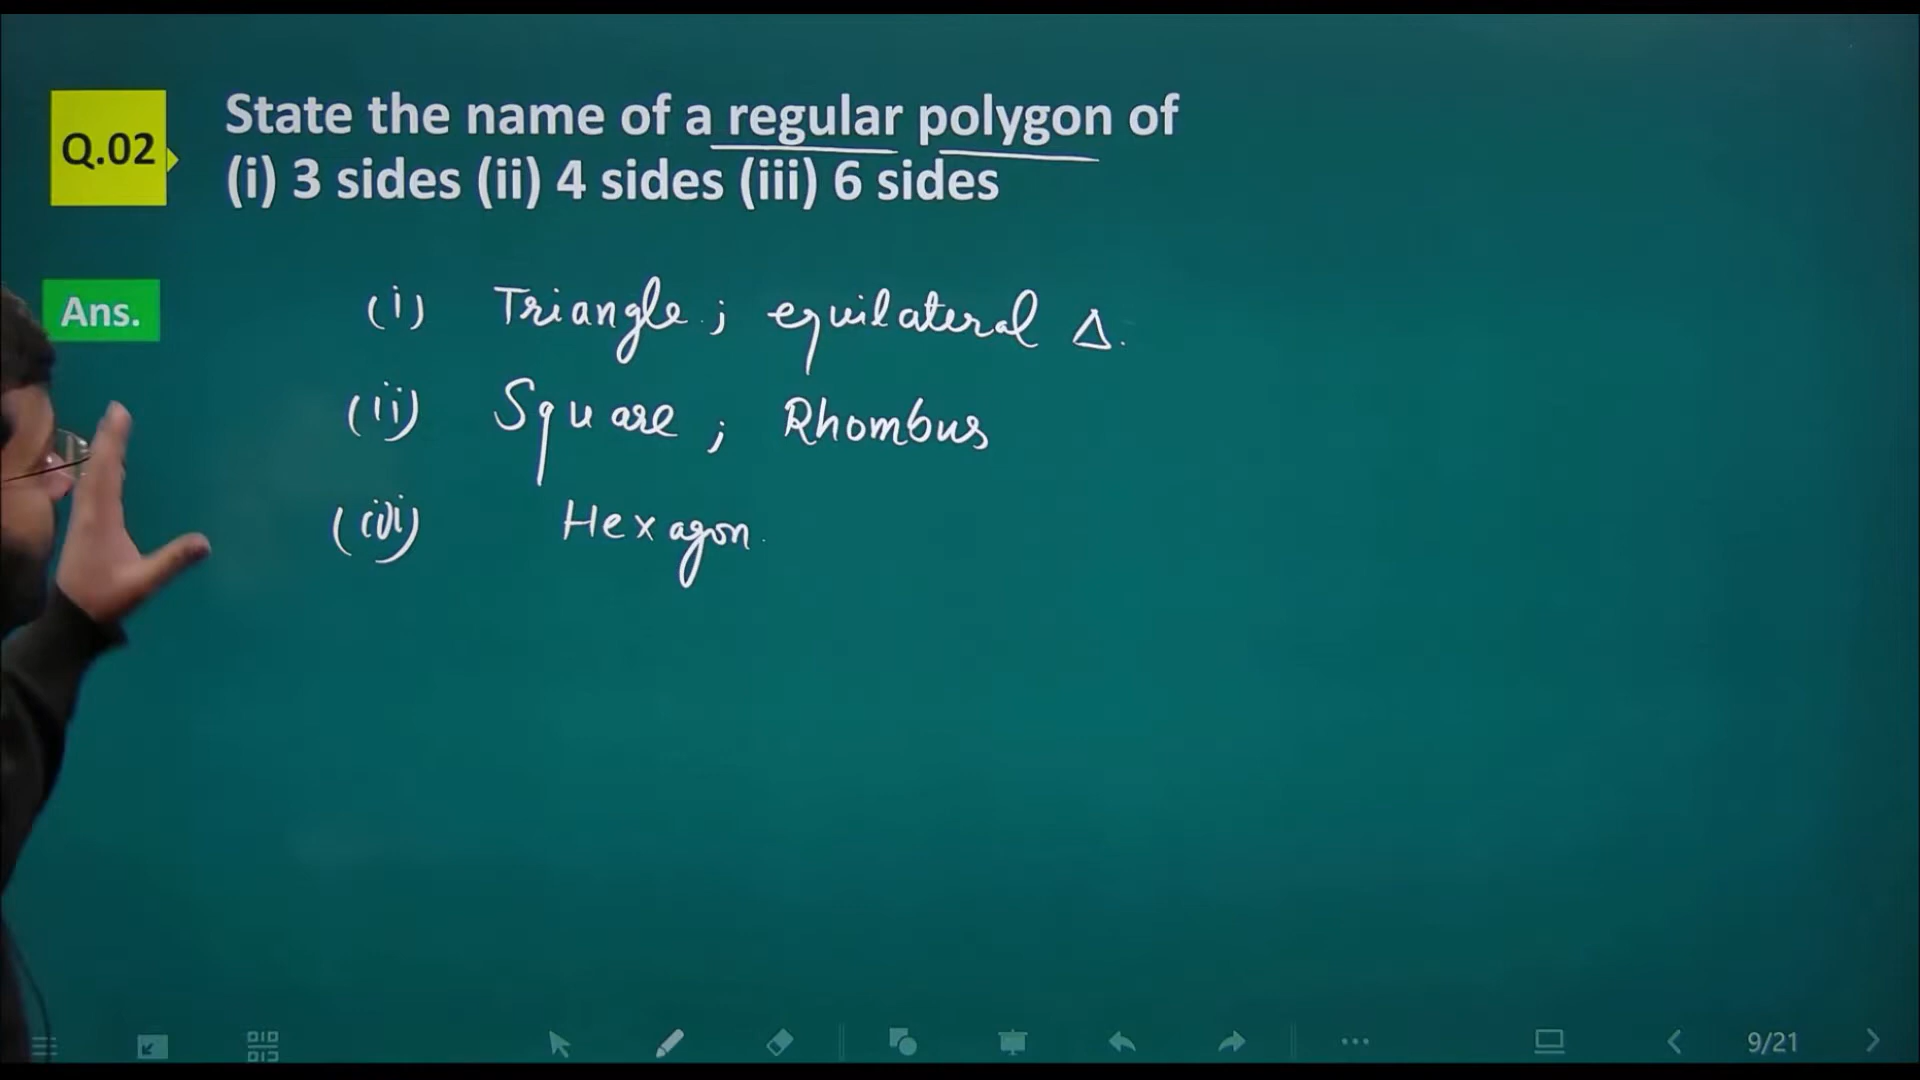 Q.02
State the name of a regular polygon of
(i) 3 sides (ii) 4 sides (iii) 6 sides
Ans.
(i) Triangle ; equilateral Δ.
(ii) Square ; Rhombus
(iii) Hexagon.
9/21